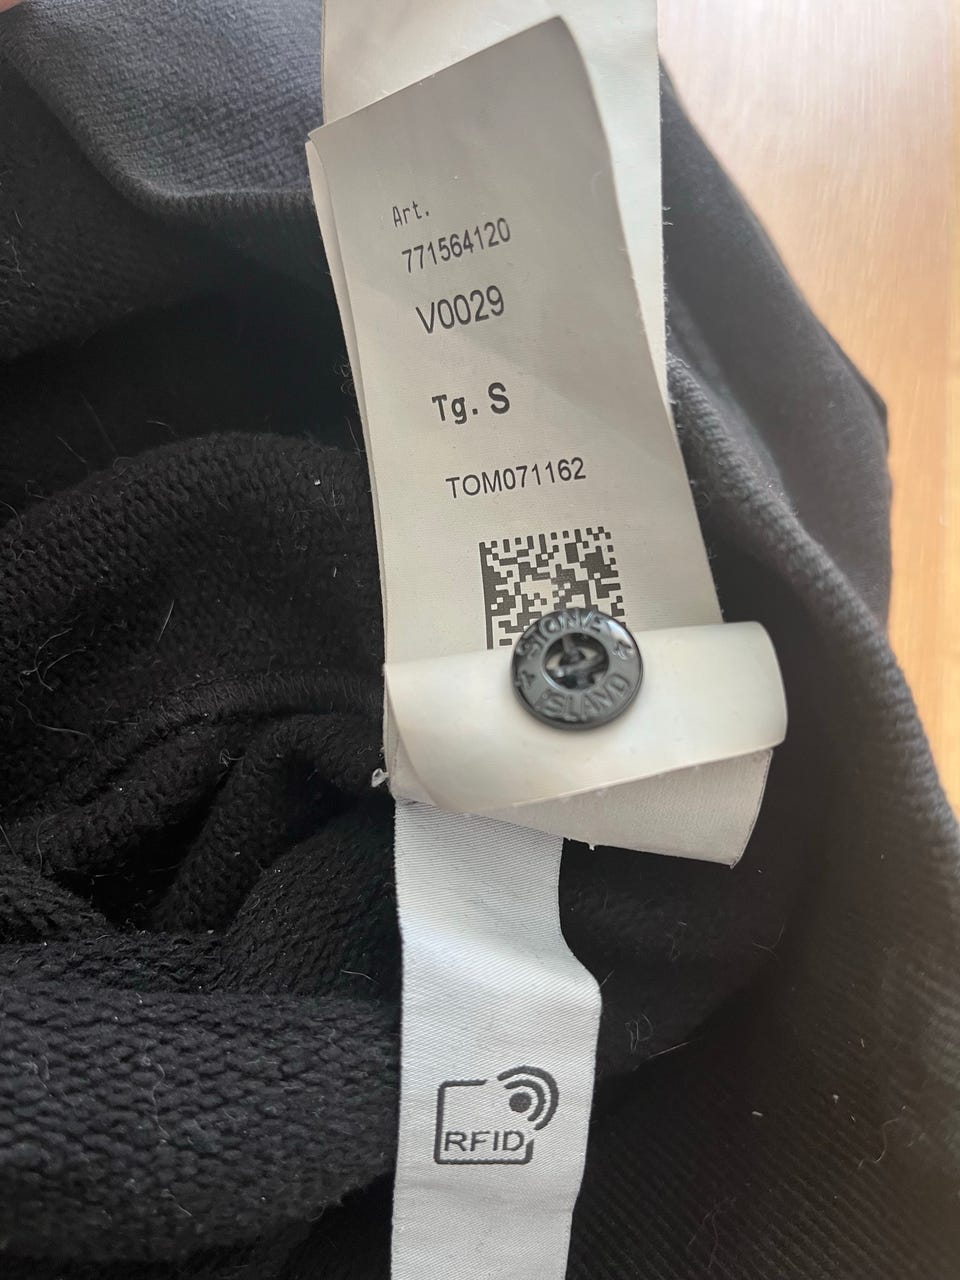 Art.
771564120
V0029
Tg. S
TOM071162
STONE
ISLAND
RFID